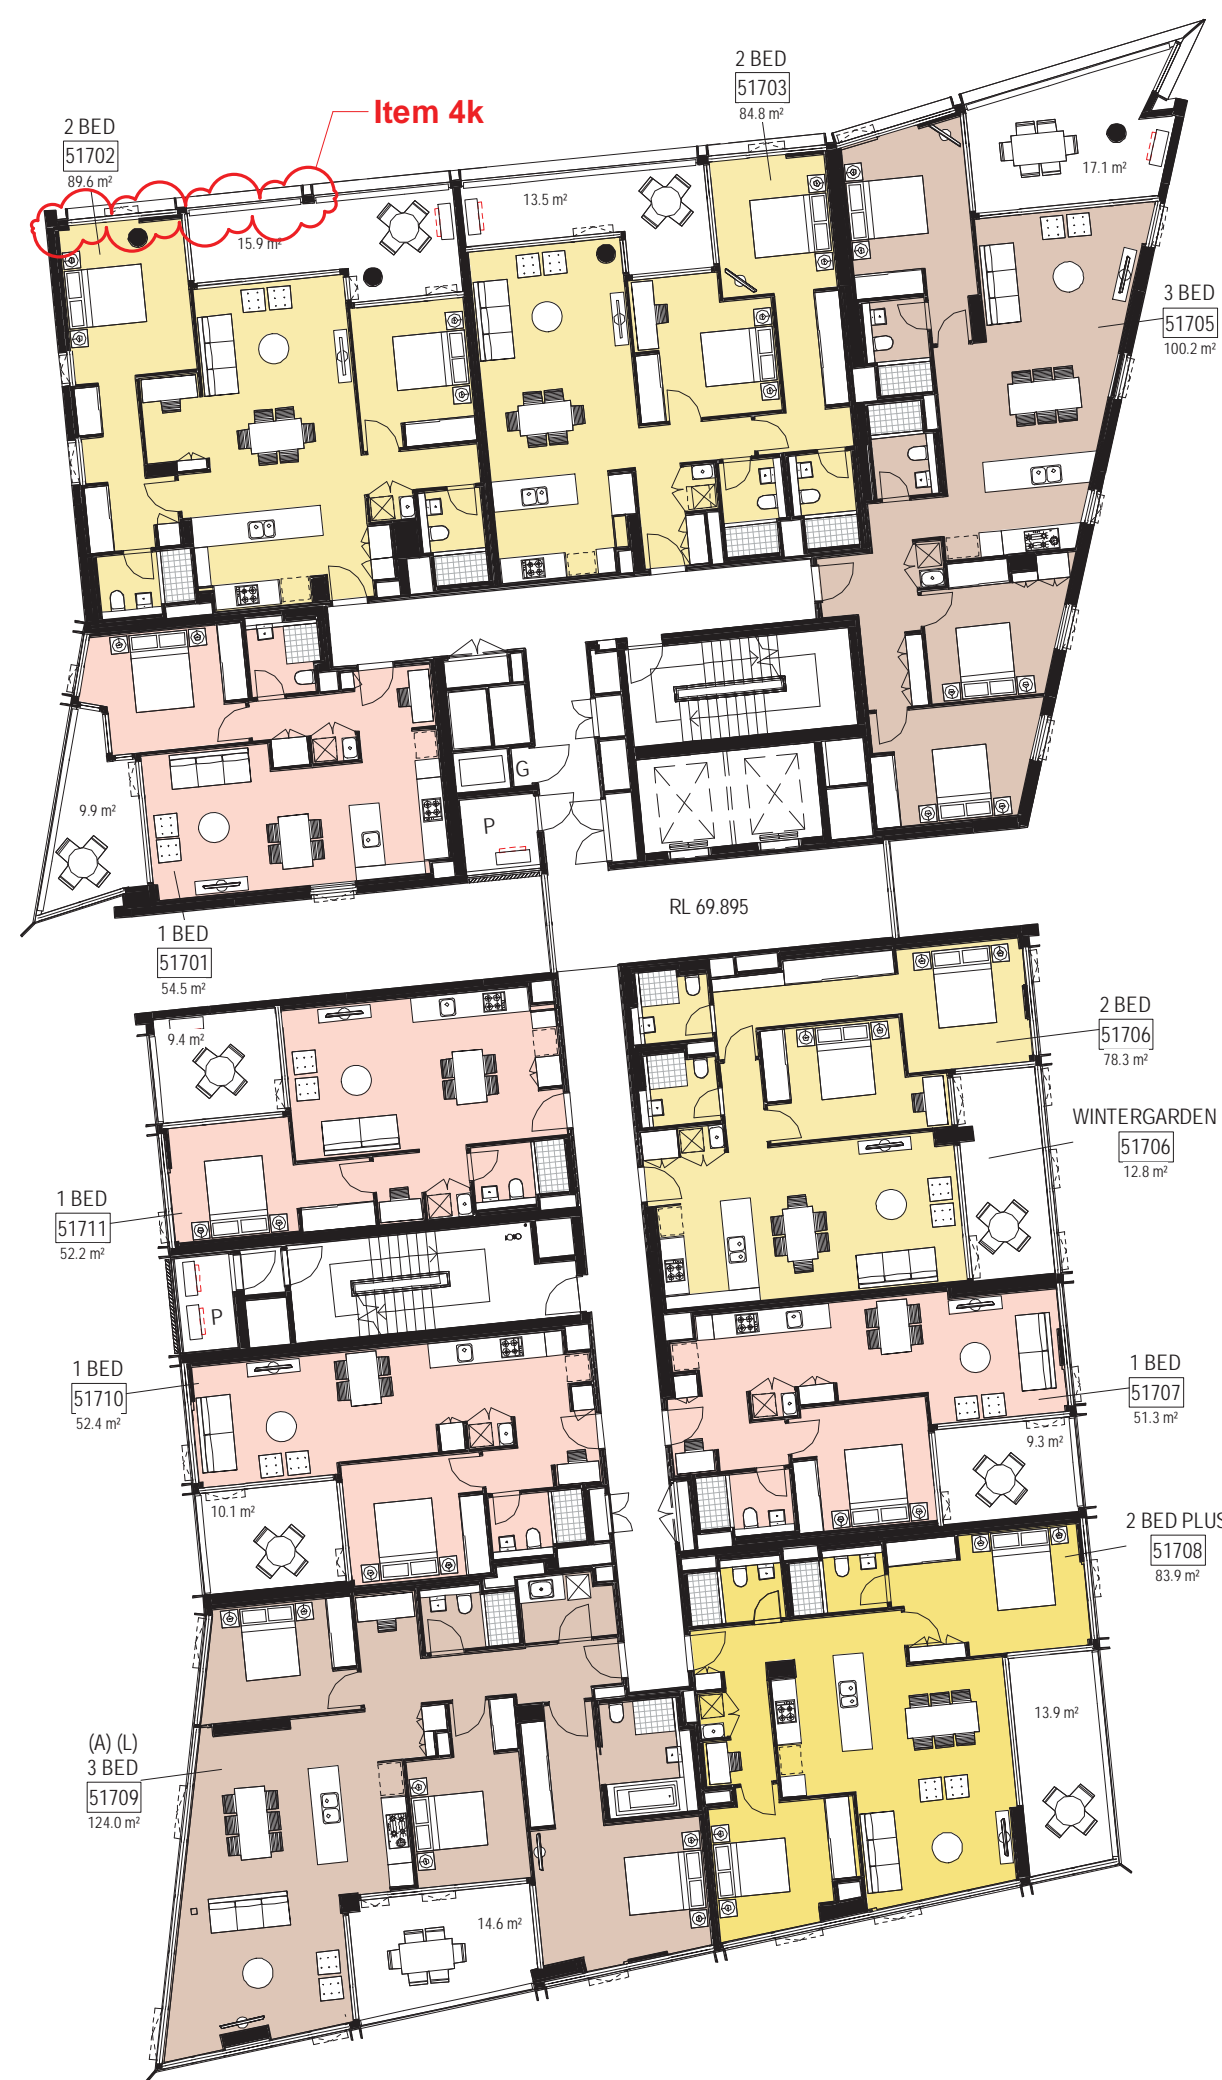 Item 4k
2 BED
51703
84.8 m²
2 BED
51702
89.6 m²
17.1 m²
13.5 m²
15.9 m²
3 BED
51705
100.2 m²
G
P
9.9 m²
RL 69.895
1 BED
51701
54.5 m²
9.4 m²
2 BED
51706
78.3 m²
WINTERGARDEN
51706
12.8 m²
1 BED
51711
52.2 m²
P
1 BED
51710
52.4 m²
1 BED
51707
51.3 m²
9.3 m²
10.1 m²
2 BED PLUS
51708
83.9 m²
13.9 m²
(A) (L)
3 BED
51709
124.0 m²
14.6 m²